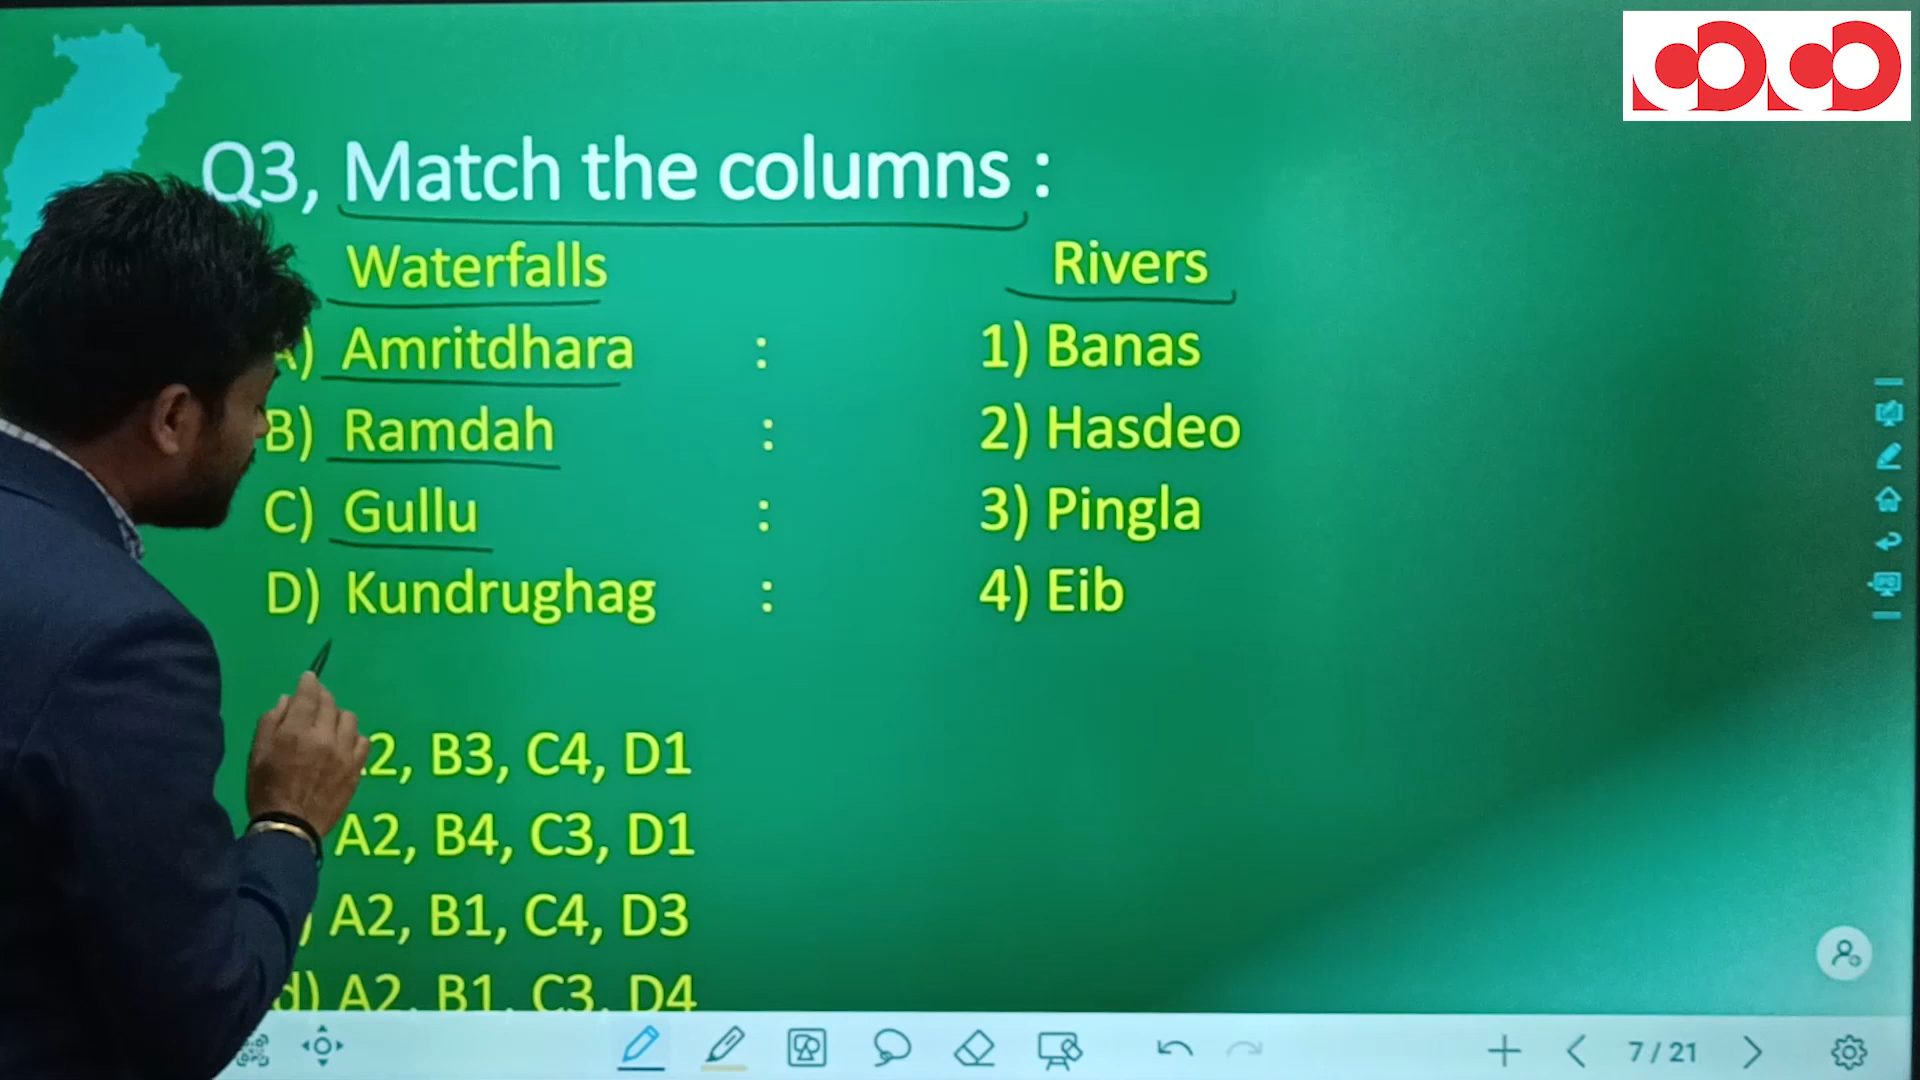 Q3, Match the columns :
Waterfalls Rivers
A) Amritdhara : 1) Banas
B) Ramdah : 2) Hasdeo
C) Gullu : 3) Pingla
D) Kundrughag : 4) Eib
A2, B3, C4, D1
A2, B4, C3, D1
) A2, B1, C4, D3
d) A2, B1, C3, D4
7 / 21